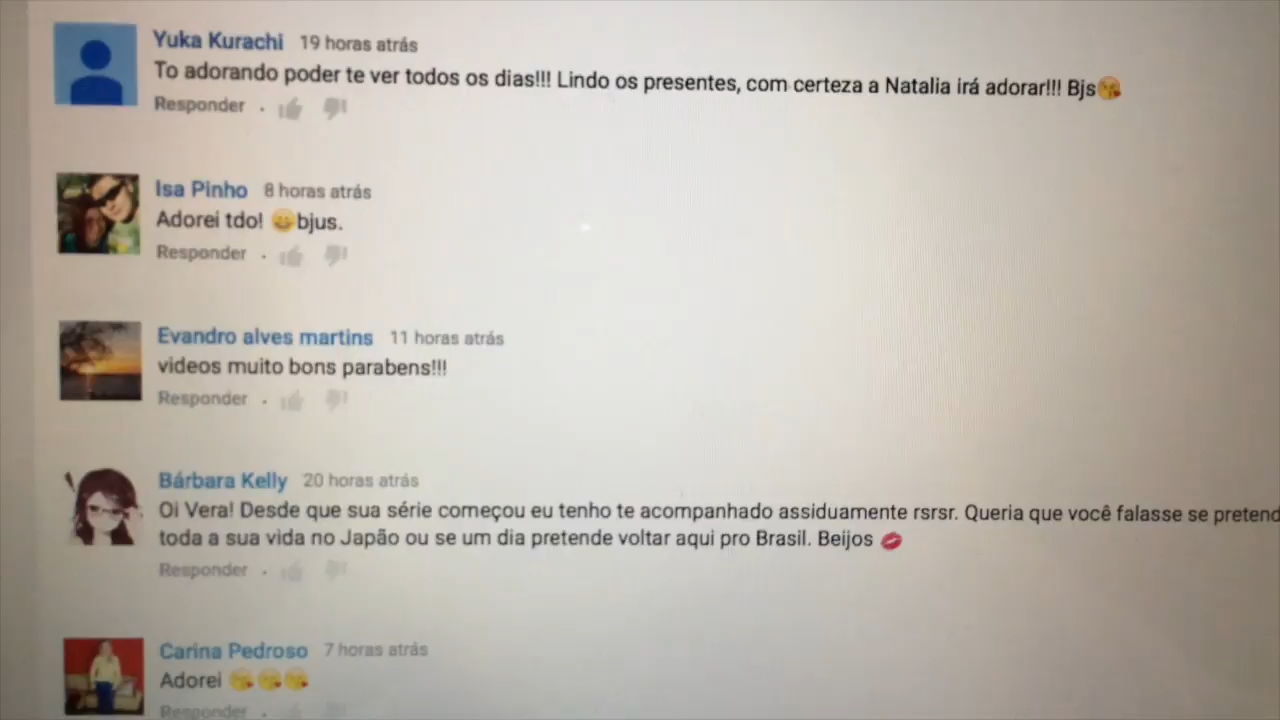 Yuka Kurachi 19 horas atrás
To adorando poder te ver todos os dias!!! Lindo os presentes, com certeza a Natalia irá adorar!!! Bjs😘
Responder ·
Isa Pinho 8 horas atrás
Adorei tdo! 😄bjus.
Responder ·
Evandro alves martins 11 horas atrás
videos muito bons parabens!!!
Responder ·
Bárbara Kelly 20 horas atrás
Oi Vera! Desde que sua série começou eu tenho te acompanhado assiduamente rsrsr. Queria que você falasse se pretend
toda a sua vida no Japão ou se um dia pretende voltar aqui pro Brasil. Beijos 💋
Responder ·
Carina Pedroso 7 horas atrás
Adorei 😘😘😘
Responder ·